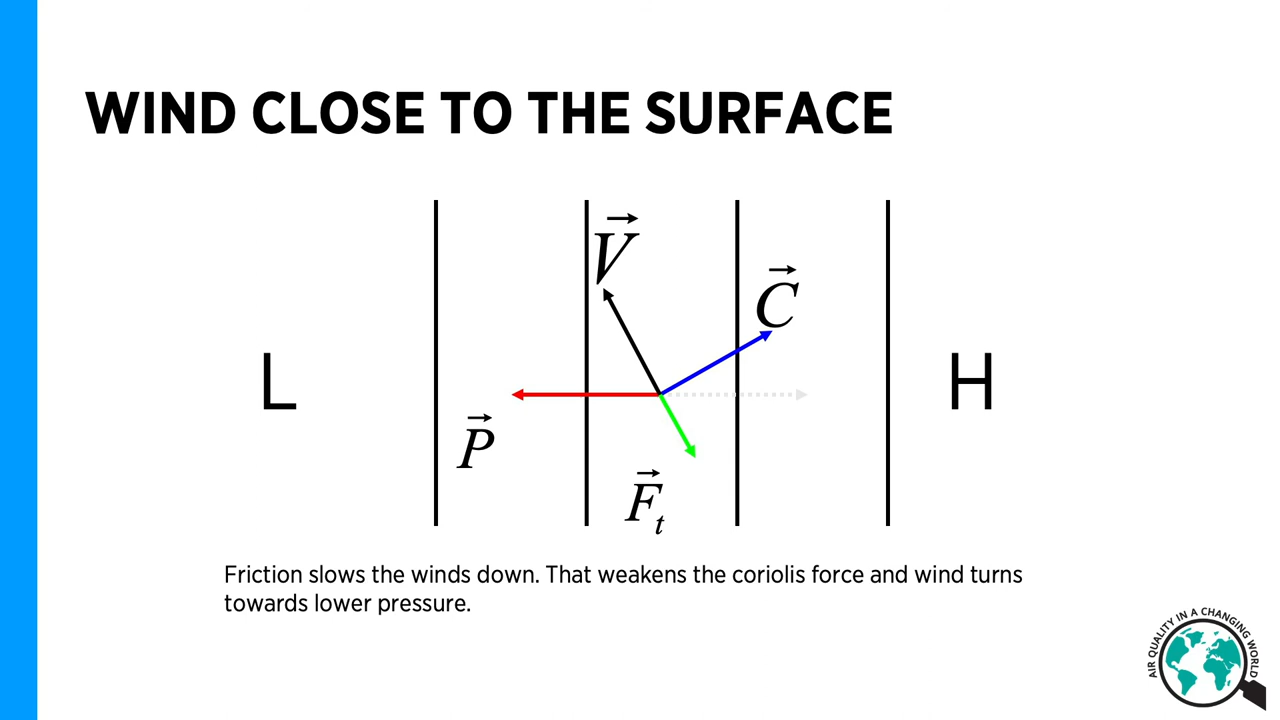 WIND CLOSE TO THE SURFACE
V
C
L
H
P
Ft
Friction slows the winds down. That weakens the coriolis force and wind turns
towards lower pressure.
AIR QUALITY IN A CHANGING WORLD